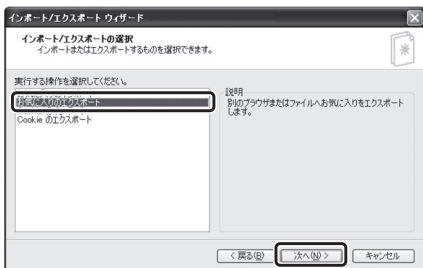 インポート/エクスポート ウィザード
インポート/エクスポートの選択
インポートまたはエクスポートするものを選択できます。
実行する操作を選択してください。
お気に入りのエクスポート
Cookie のエクスポート
説明
別のブラウザまたはファイルへお気に入りをエクスポート
します。
< 戻る(B)
次へ(N) >
キャンセル